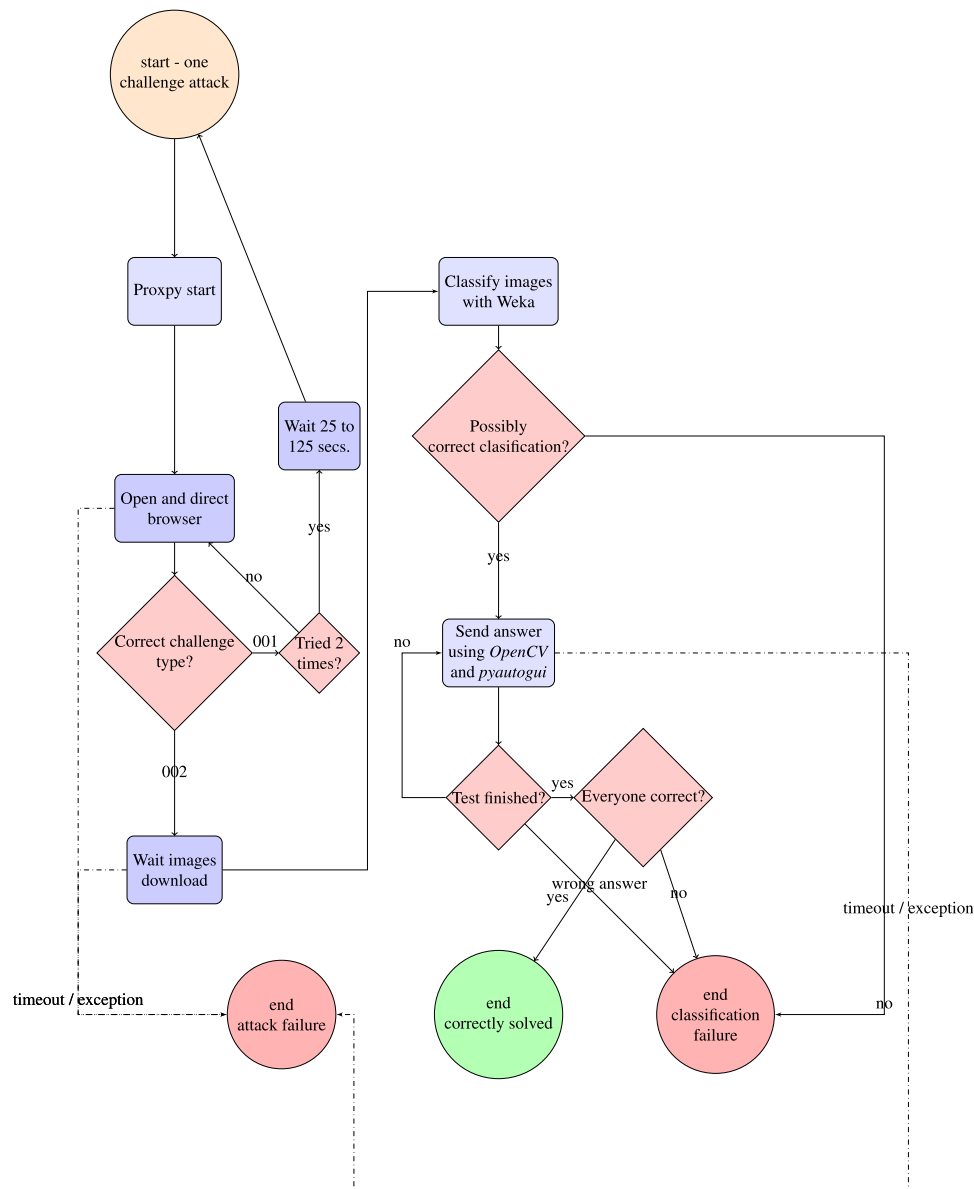 start - one
challenge attack
Proxpy start
Classify images
with Weka
Wait 25 to
125 secs.
Possibly
correct clasification?
Open and direct
browser
yes
yes
no
Correct challenge
type?
001
Tried 2
times?
no
Send answer
using OpenCV
and pyautogui
002
Test finished?
yes
Everyone correct?
Wait images
download
wrong answer
yes
no
timeout / exception
timeout / exception
end
attack failure
end
correctly solved
end
classification
failure
no